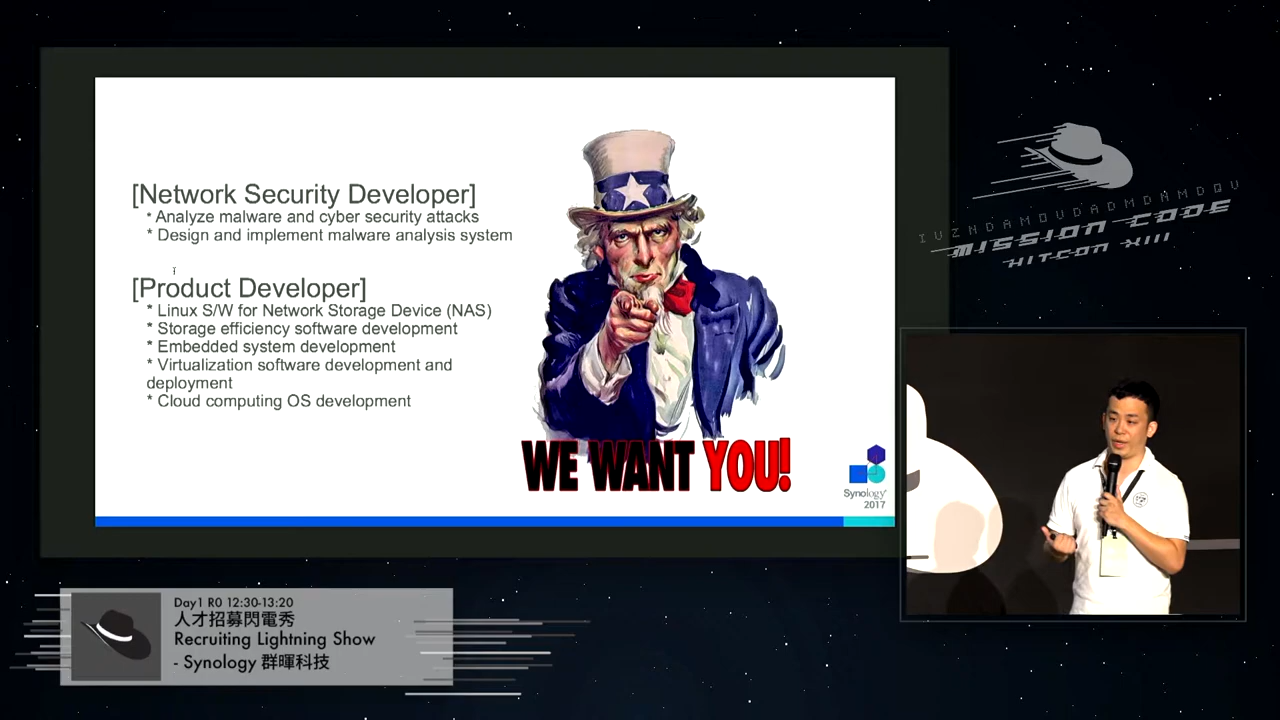 [Network Security Developer]
* Analyze malware and cyber security attacks
* Design and implement malware analysis system
[Product Developer]
* Linux S/W for Network Storage Device (NAS)
* Storage efficiency software development
* Embedded system development
* Virtualization software development and
deployment
* Cloud computing OS development
WE WANT YOU!
Synology®
2017
IVZNDAMOVDADMDNMDQV
MISSION CODE
HITCON XIII
Day1 R0 12:30-13:20
人才招募閃電秀
Recruiting Lightning Show
- Synology 群暉科技